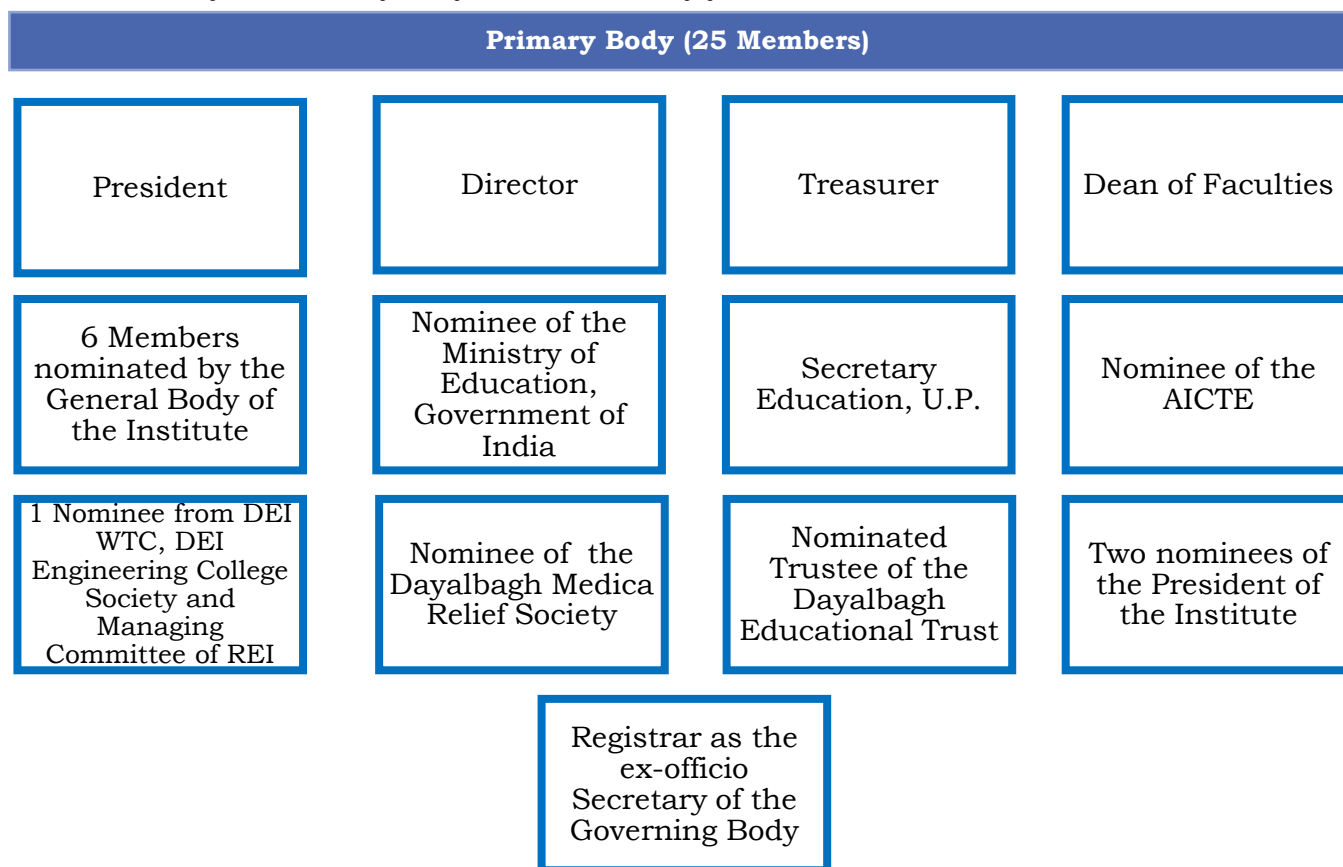 Primary Body (25 Members)
President
Director
Treasurer
Dean of Faculties
6 Members
nominated by the
General Body of
the Institute
Nominee of the
Ministry of
Education,
Government of
India
Secretary
Education, U.P.
Nominee of the
AICTE
1 Nominee from DEI
WTC, DEI
Engineering College
Society and
Managing
Committee of REI
Nominee of the
Dayalbagh Medica
Relief Society
Nominated
Trustee of the
Dayalbagh
Educational Trust
Two nominees of
the President of
the Institute
Registrar as the
ex-officio
Secretary of the
Governing Body